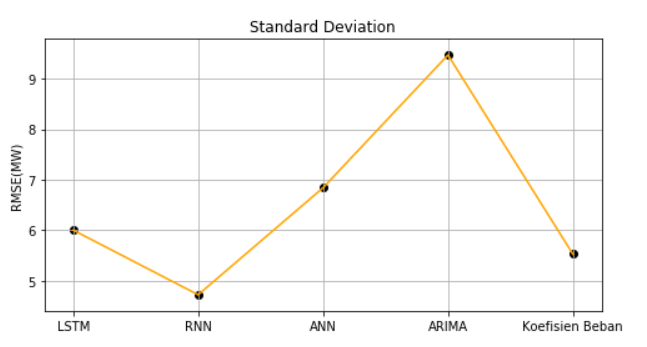 Standard Deviation
RMSE(MW)
9
8
7
6
5
LSTM RNN ANN ARIMA Koefisien Beban